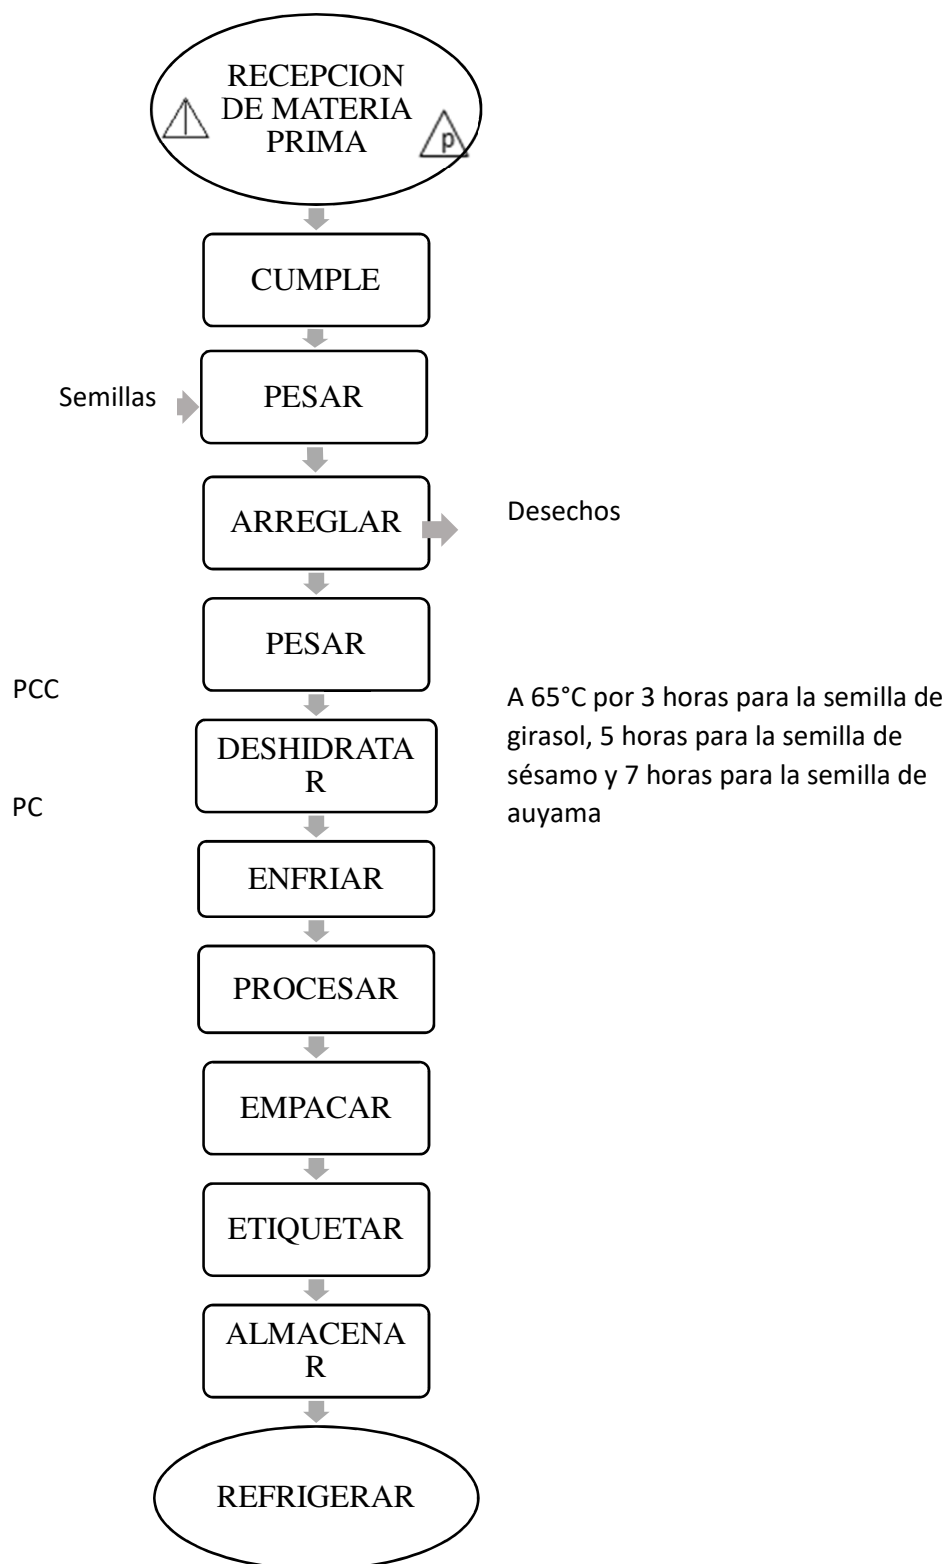 RECEPCION
DE MATERIA
PRIMA
p
CUMPLE
Semillas
PESAR
ARREGLAR
Desechos
PESAR
PCC
A 65°C por 3 horas para la semilla de
girasol, 5 horas para la semilla de
sésamo y 7 horas para la semilla de
auyama
DESHIDRATA
R
PC
ENFRIAR
PROCESAR
EMPACAR
ETIQUETAR
ALMACENA
R
REFRIGERAR